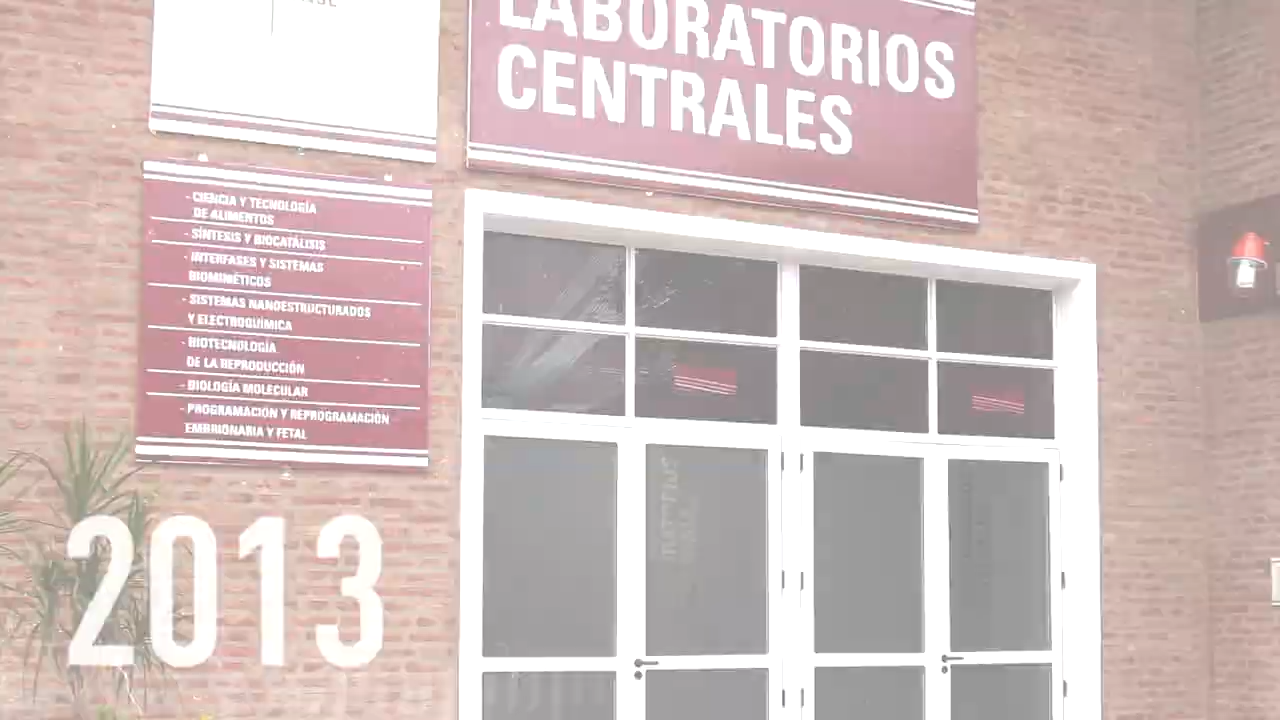 LABORATORIOS
CENTRALES
- CIENCIA Y TECNOLOGÍA
DE ALIMENTOS
- SÍNTESIS Y BIOCATÁLISIS
- INTERFASES Y SISTEMAS
BIOMIMÉTICOS
- SISTEMAS NANOESTRUCTURADOS
Y ELECTROQUÍMICA
- BIOTECNOLOGÍA
DE LA REPRODUCCIÓN
- BIOLOGÍA MOLECULAR
- PROGRAMACIÓN Y REPROGRAMACIÓN
EMBRIONARIA Y FETAL
2013